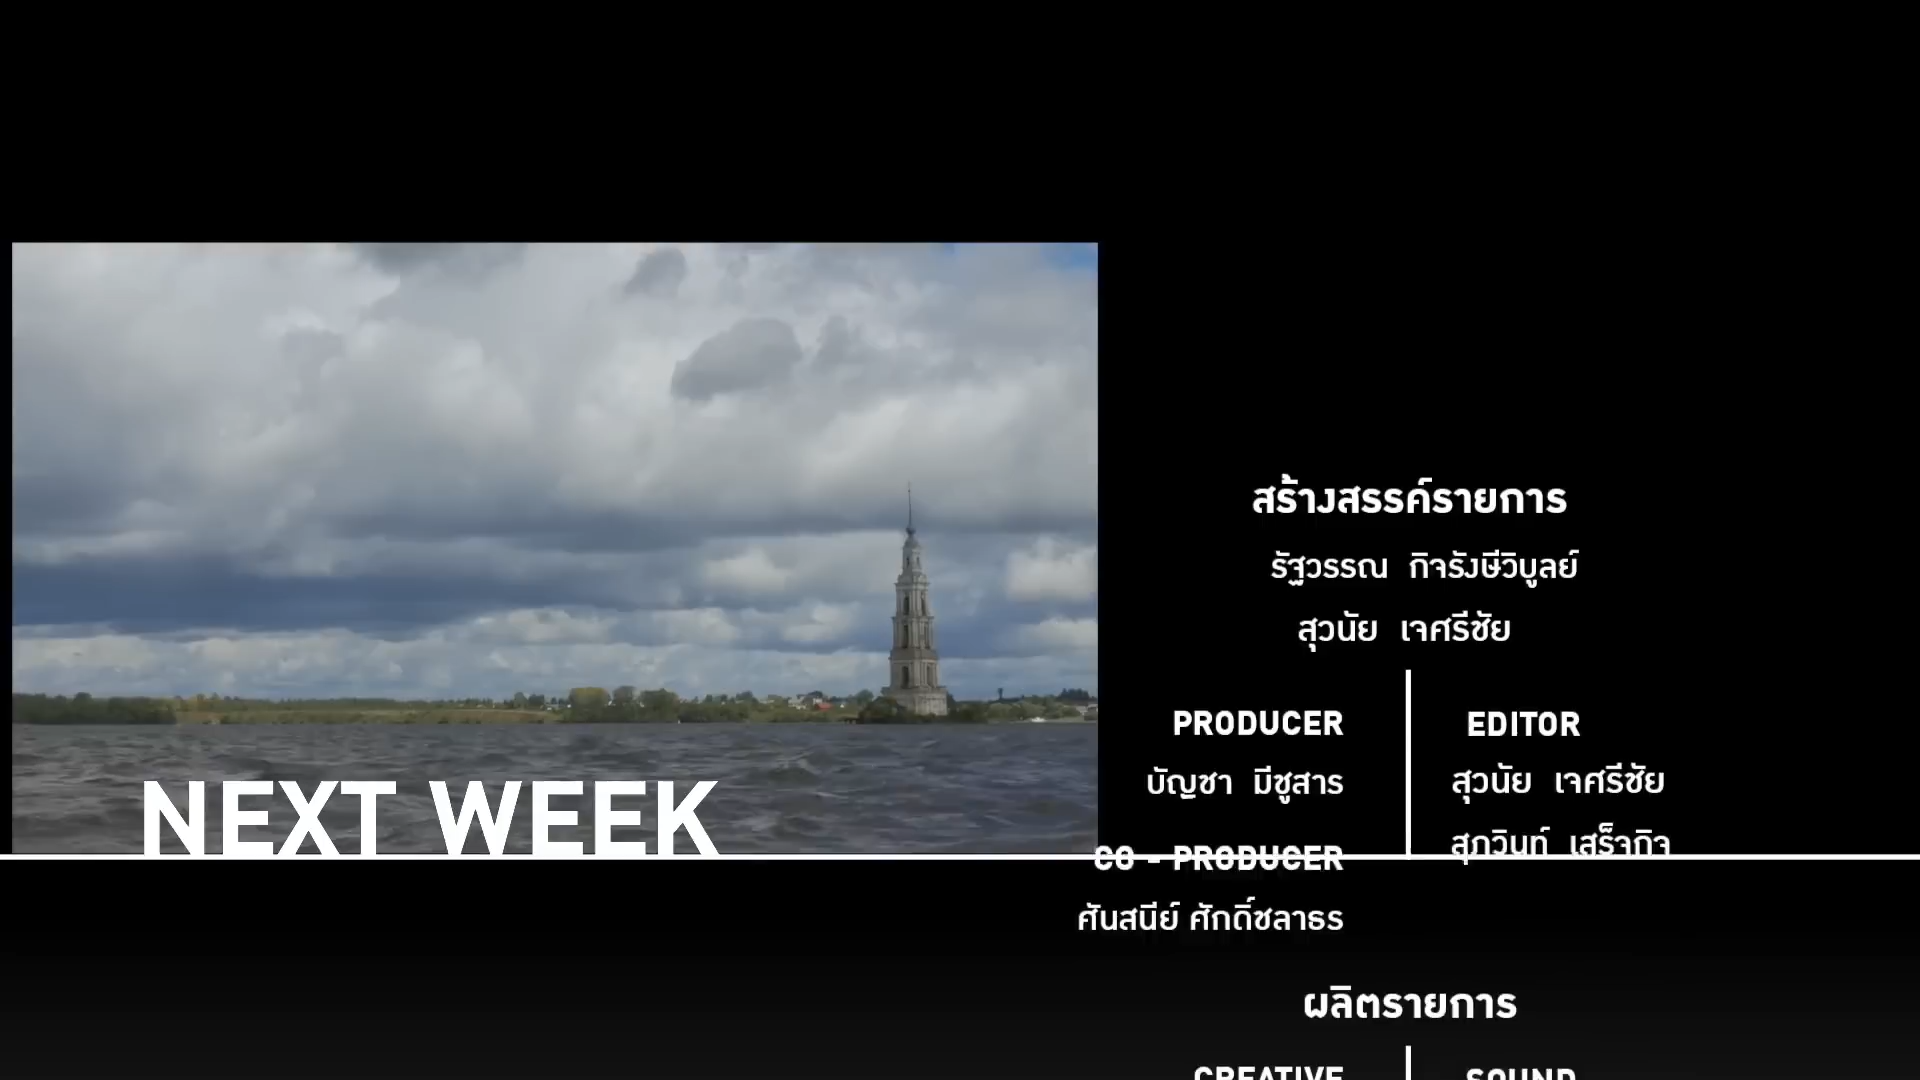 NEXT WEEK
สร้างสรรค์รายการ
รัฐวรรณ กิจรังษีวิบูลย์
สุวนัย เจศรีชัย
PRODUCER
บัญชา มีชูสาร
CO - PRODUCER
ศันสนีย์ ศักดิ์ชลาธร
EDITOR
สุวนัย เจศรีชัย
สุภวินท์ เสร็จกิจ
ผลิตรายการ
CREATIVE
SOUND